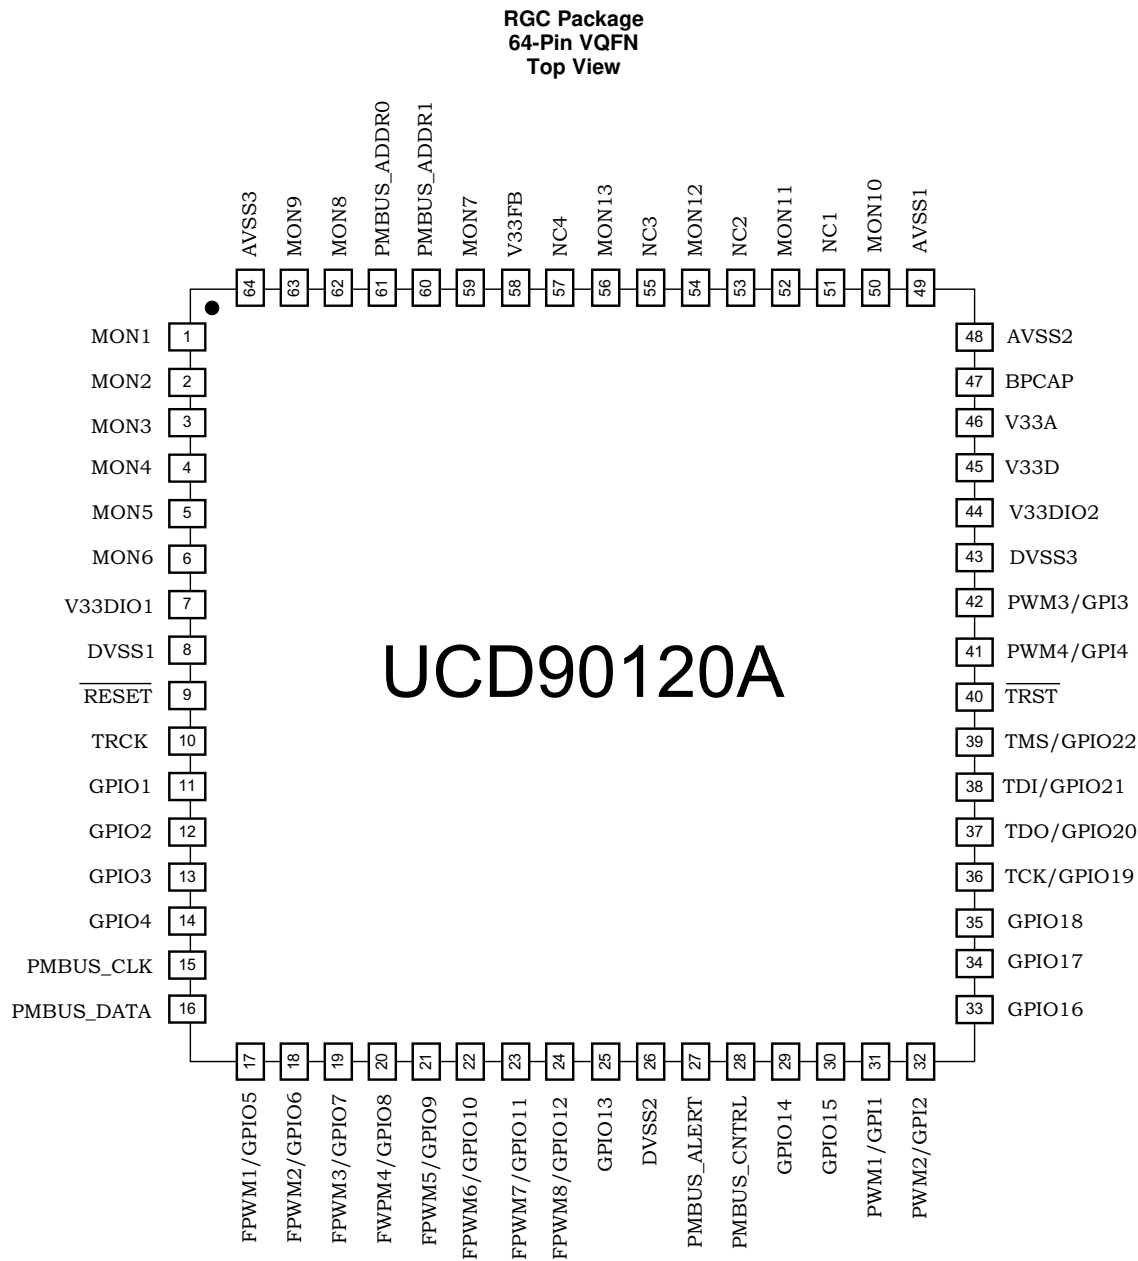 RGC Package
64-Pin VQFN
Top View
AVSS3
MON9
MON8
PMBUS_ADDR0
PMBUS_ADDR1
MON7
V33FB
NC4
MON13
NC3
MON12
NC2
MON11
NC1
MON10
AVSS1
64
63
62
61
60
59
58
57
56
55
54
53
52
51
50
49
MON1 1
MON2 2
MON3 3
MON4 4
MON5 5
MON6 6
V33DIO1 7
DVSS1 8
RESET 9
TRCK 10
GPIO1 11
GPIO2 12
GPIO3 13
GPIO4 14
PMBUS_CLK 15
PMBUS_DATA 16
UCD90120A
48 AVSS2
47 BPCAP
46 V33A
45 V33D
44 V33DIO2
43 DVSS3
42 PWM3/GPI3
41 PWM4/GPI4
40 TRST
39 TMS/GPIO22
38 TDI/GPIO21
37 TDO/GPIO20
36 TCK/GPIO19
35 GPIO18
34 GPIO17
33 GPIO16
17
18
19
20
21
22
23
24
25
26
27
28
29
30
31
32
FPWM1/GPIO5
FPWM2/GPIO6
FPWM3/GPIO7
FWPM4/GPIO8
FPWM5/GPIO9
FPWM6/GPIO10
FPWM7/GPIO11
FPWM8/GPIO12
GPIO13
DVSS2
PMBUS_ALERT
PMBUS_CNTRL
GPIO14
GPIO15
PWM1/GPI1
PWM2/GPI2